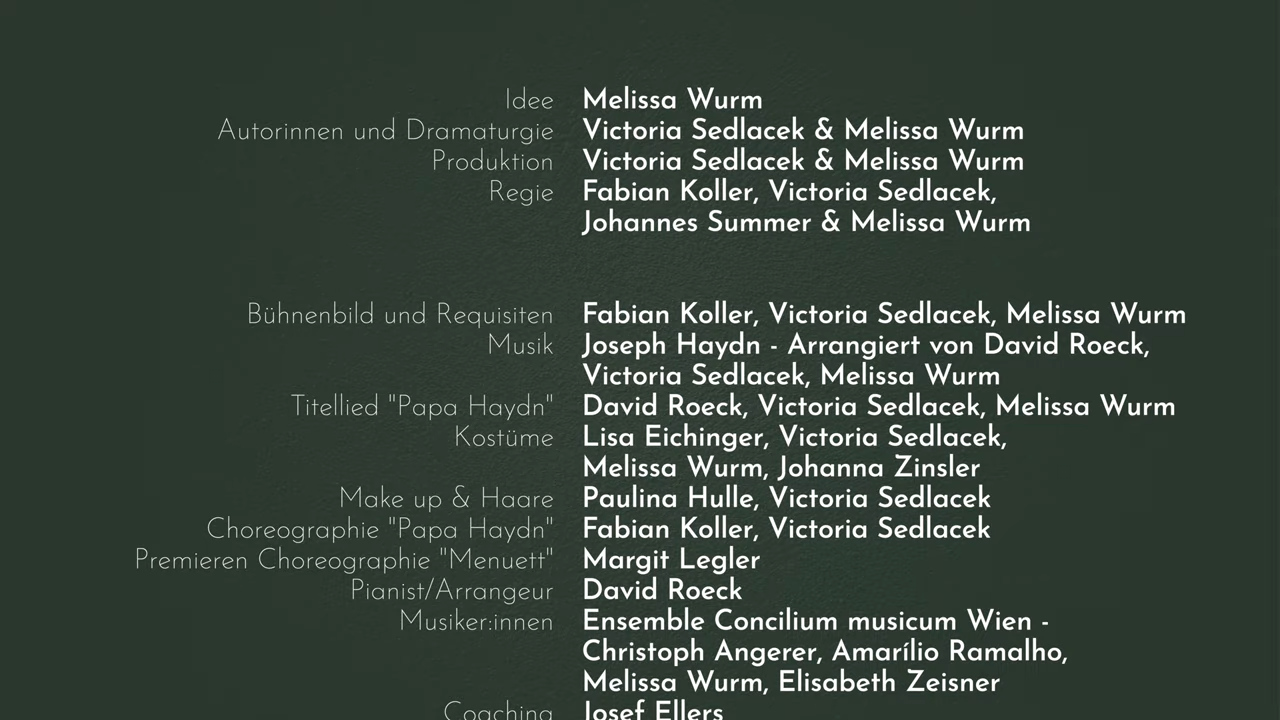 Idee Melissa Wurm
Autorinnen und Dramaturgie Victoria Sedlacek & Melissa Wurm
Produktion Victoria Sedlacek & Melissa Wurm
Regie Fabian Koller, Victoria Sedlacek,
Johannes Summer & Melissa Wurm
Bühnenbild und Requisiten Fabian Koller, Victoria Sedlacek, Melissa Wurm
Musik Joseph Haydn - Arrangiert von David Roeck,
Victoria Sedlacek, Melissa Wurm
Titellied "Papa Haydn" David Roeck, Victoria Sedlacek, Melissa Wurm
Kostüme Lisa Eichinger, Victoria Sedlacek,
Melissa Wurm, Johanna Zinsler
Make up & Haare Paulina Hulle, Victoria Sedlacek
Choreographie "Papa Haydn" Fabian Koller, Victoria Sedlacek
Premieren Choreographie "Menuett" Margit Legler
Pianist/Arrangeur David Roeck
Musiker:innen Ensemble Concilium musicum Wien -
Christoph Angerer, Amarílio Ramalho,
Melissa Wurm, Elisabeth Zeisner
Coaching Josef Ellers